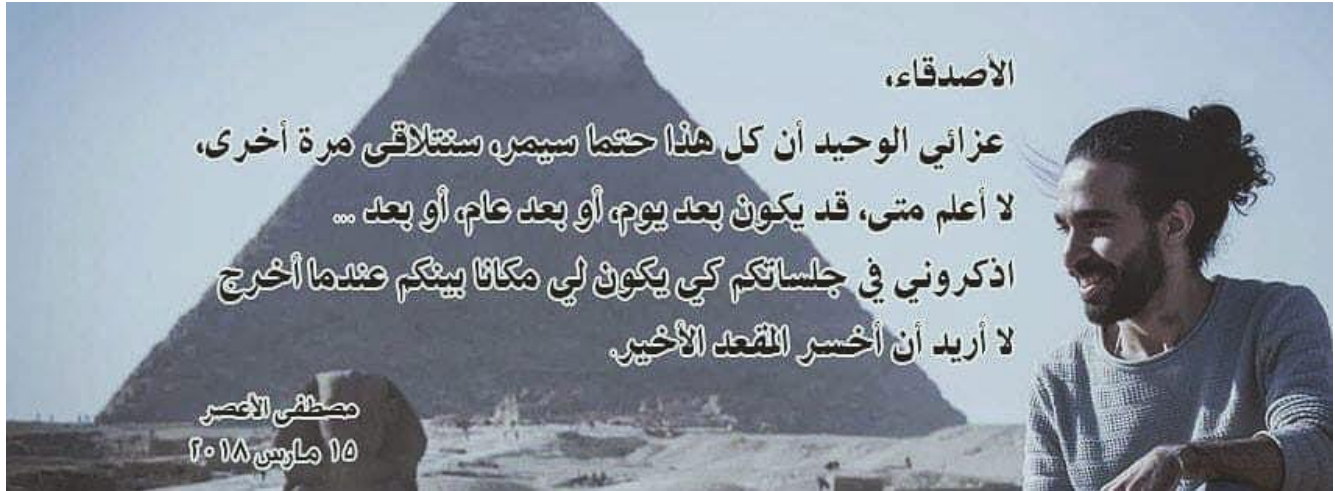 الأصدقاء،
عزائي الوحيد أن كل هذا حتما سيمر، سنتلاقى مرة أخرى،
لا أعلم متى، قد يكون بعد يوم، أو بعد عام، أو بعد ...
اذكروني في جلساتكم كي يكون لي مكانا بينكم عندما أخرج
لا أريد أن أخسر المقعد الأخير.
مصطفى الأعصر
١٥ مارس ٢٠١٨